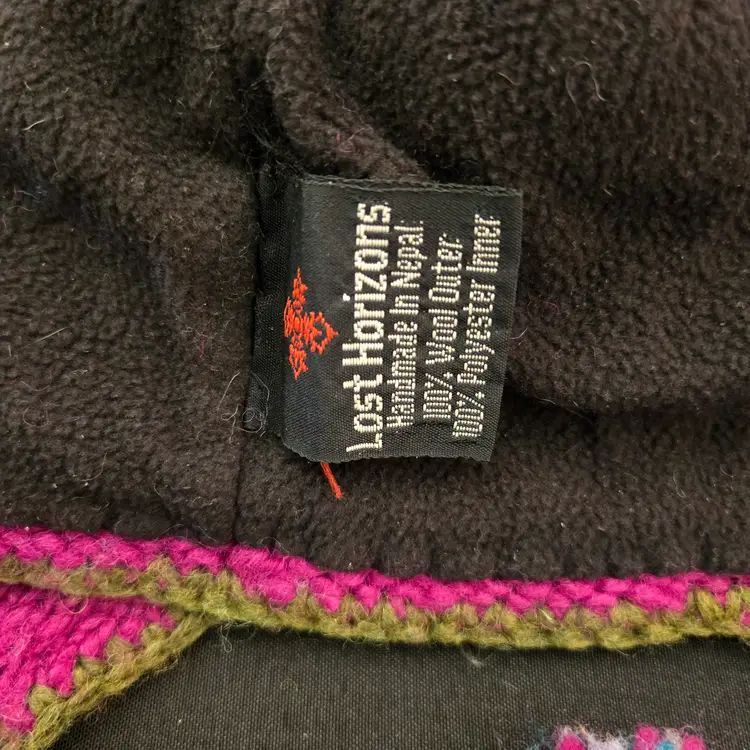 Lost Horizons
Handmade In Nepal:
100% Wool Outer
100% Polyester Inner